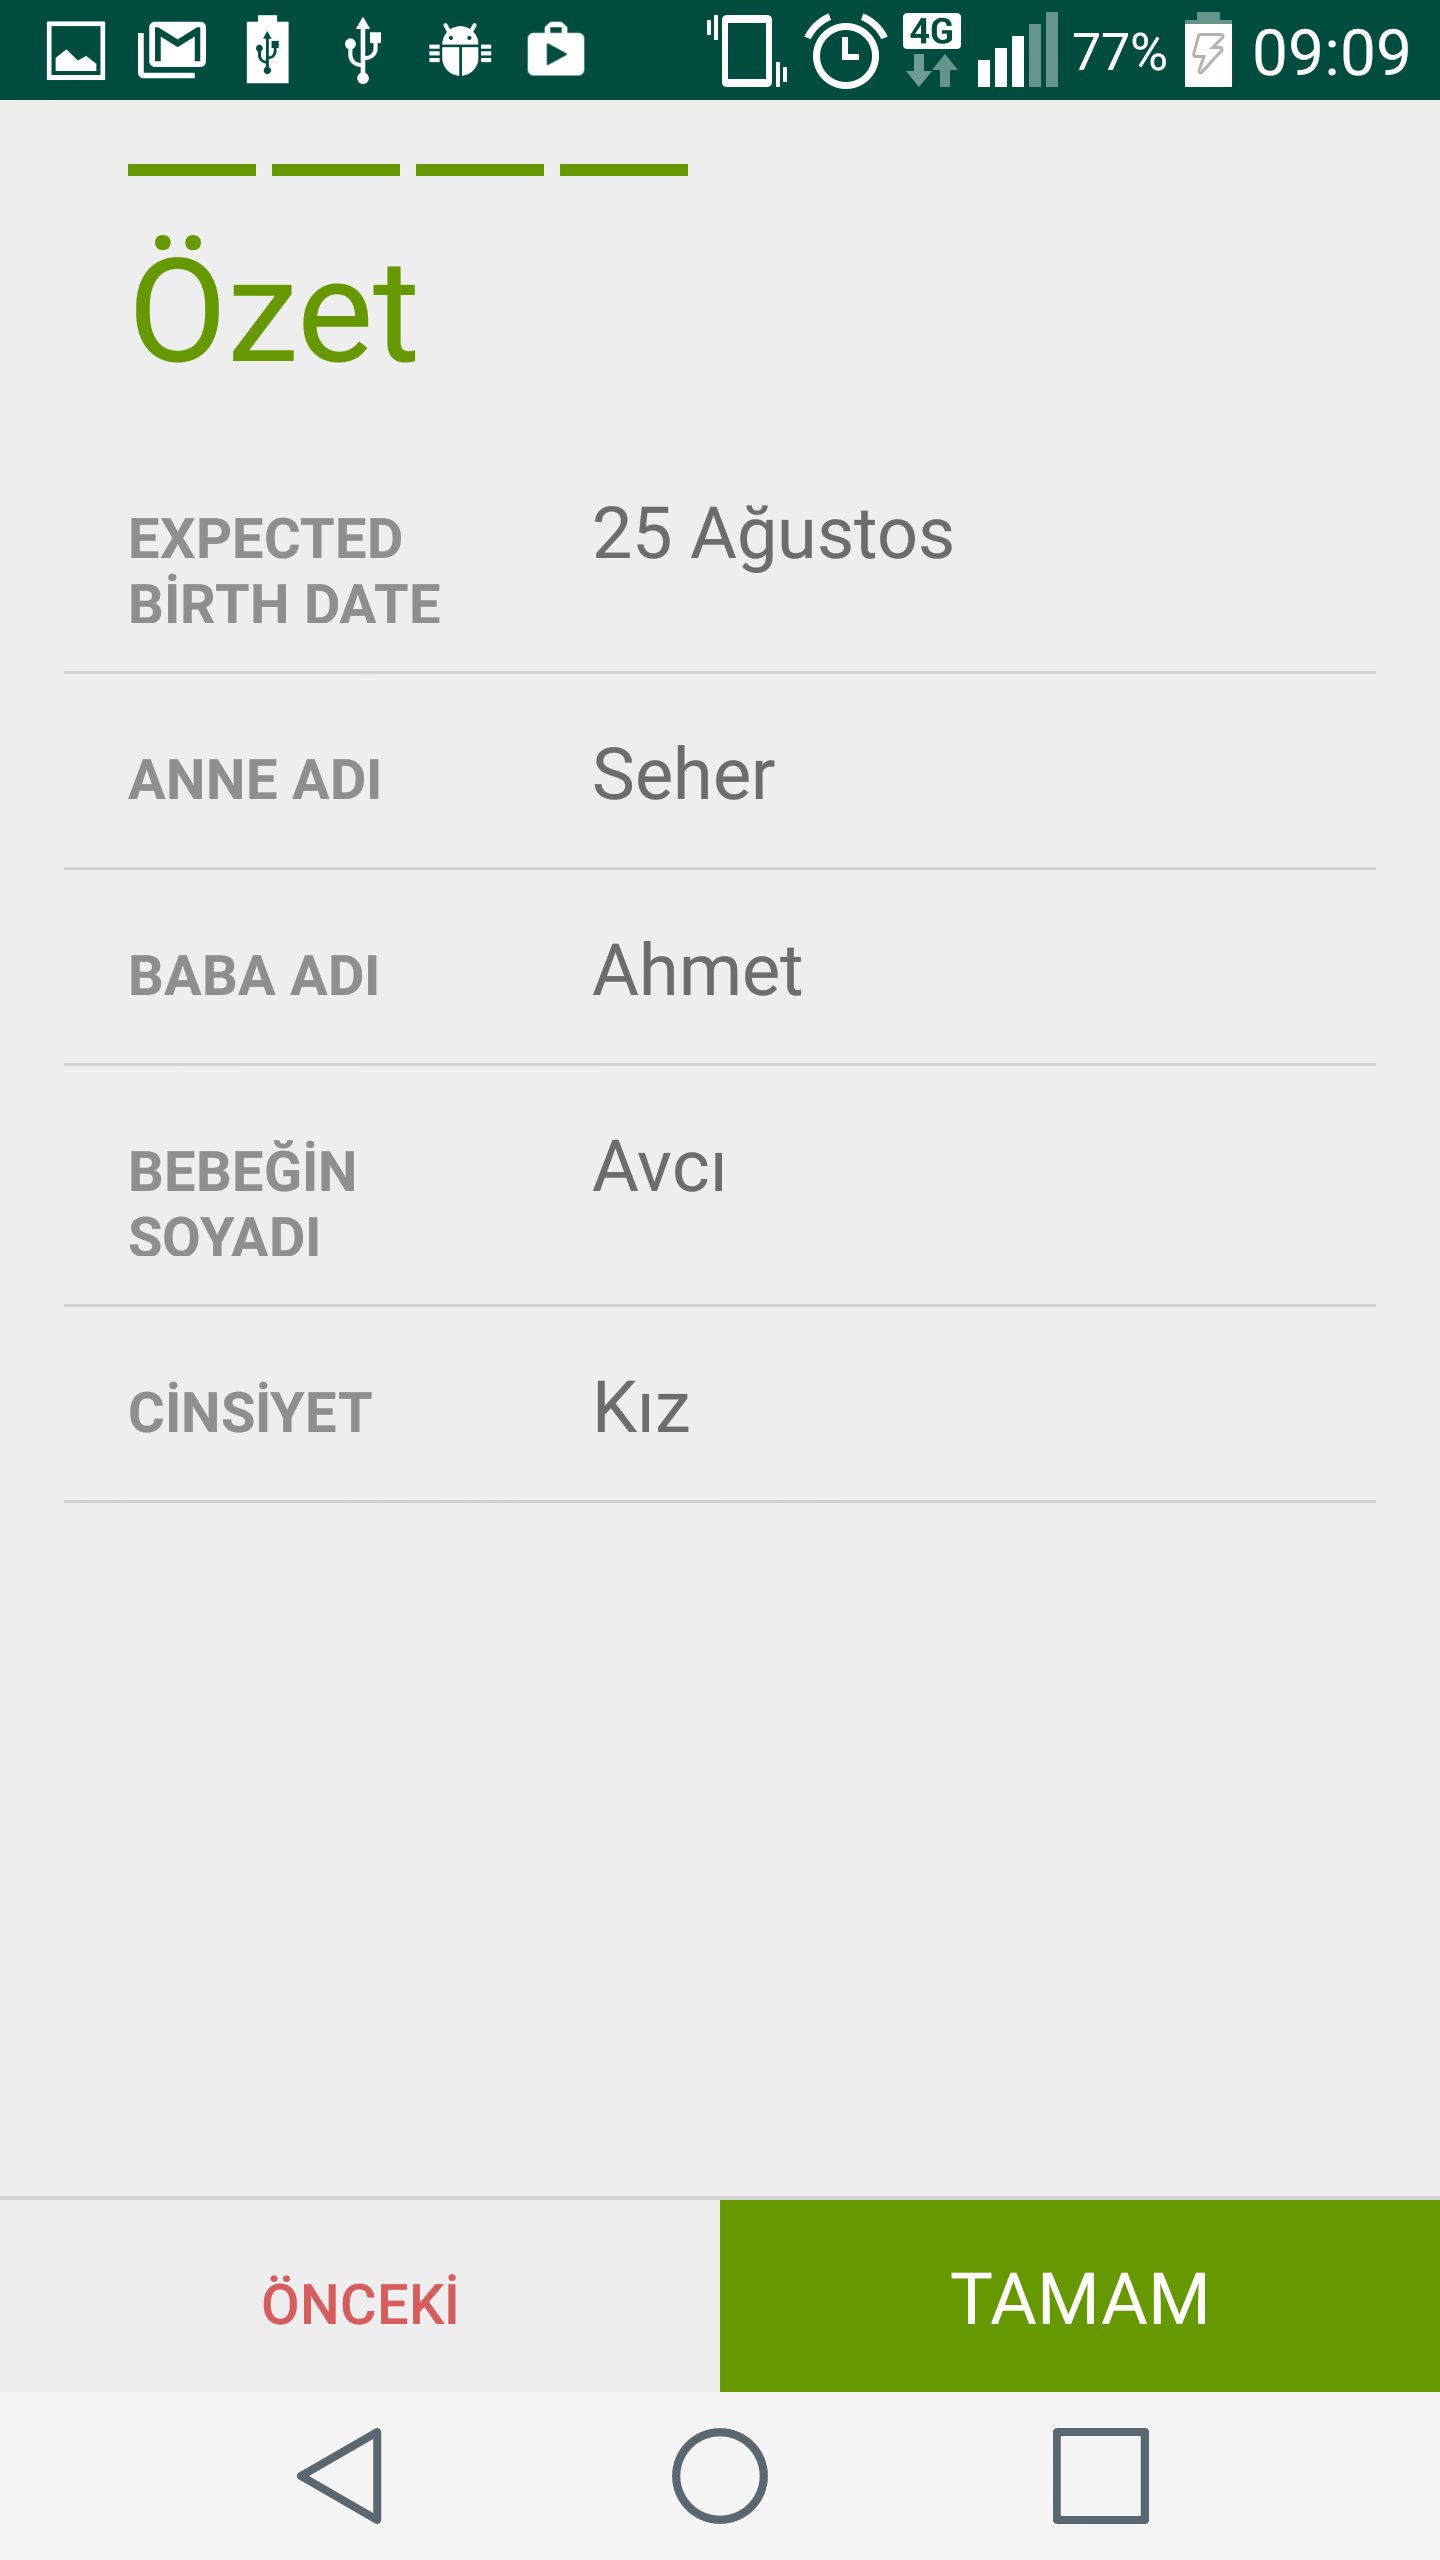 4G 77% 09:09
Özet
EXPECTED BİRTH DATE
25 Ağustos
ANNE ADI
Seher
BABA ADI
Ahmet
BEBEĞİN SOYADI
Avcı
CİNSİYET
Kız
ÖNCEKİ
TAMAM